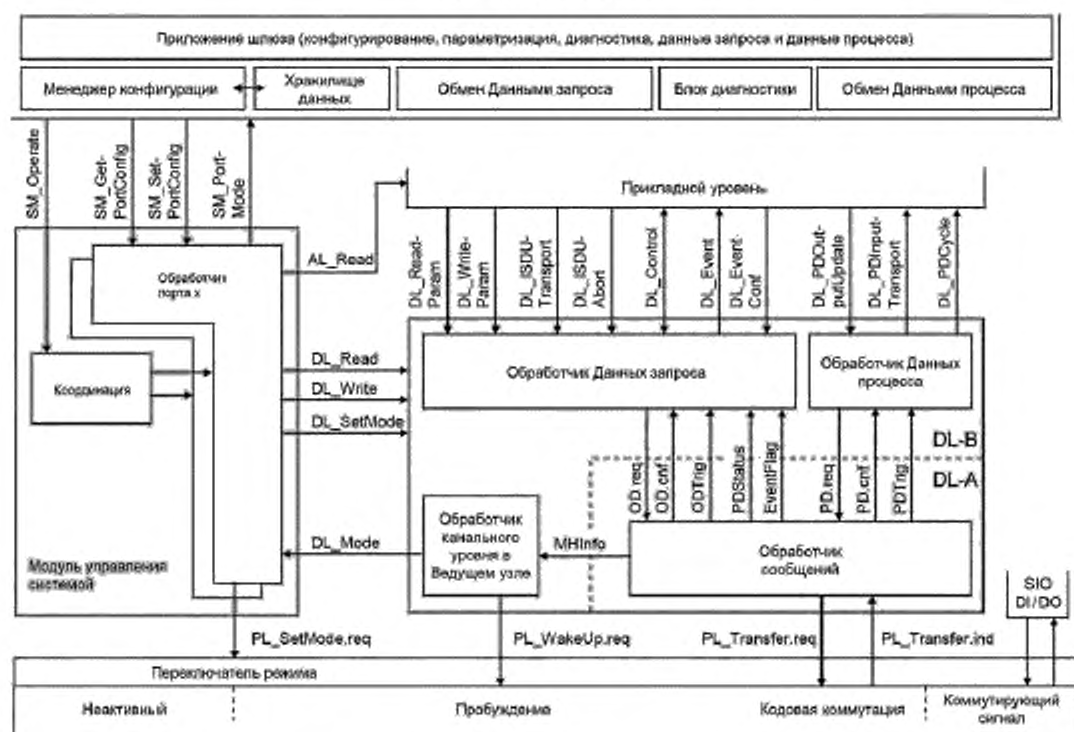 Приложение шлюза (конфигурирование, параметризация, диагностика, данные запроса и данные процесса)
Менеджер конфигурации
Хранилище
данных
Обмен Данными запроса
Блок диагностики
Обмен Данными процесса
SM_Operate
SM_Get-
PortConfig
SM_Set-
PortConfig
SM_Port-
Mode
Прикладной уровень
AL_Read
DL_Read-
Param
DL_Write-
Param
DL_ISDU-
Transport
DL_ISDU-
Abort
DL_Control
DL_Event
DL_Event-
Conf
DL_PDOut-
putUpdate
DL_PDInput-
Transport
DL_PDCycle
Обработчик
порта x
Координация
DL_Read
DL_Write
DL_SetMode
Обработчик Данных запроса
Обработчик Данных
процесса
DL-B
DL-A
OD.req
OD.cnf
ODTrig
PDStatus
EventFlag
PD.req
PD.cnf
PDTrig
DL_Mode
Обработчик
канального
уровня в
Ведущем узле
MHInfo
Обработчик
сообщений
Модуль управления
системой
SIO
DI/DO
PL_SetMode.req
PL_WakeUp.req
PL_Transfer.req
PL_Transfer.ind
Переключатель режима
Неактивный
Пробуждение
Кодовая коммутация
Коммутирующий
сигнал